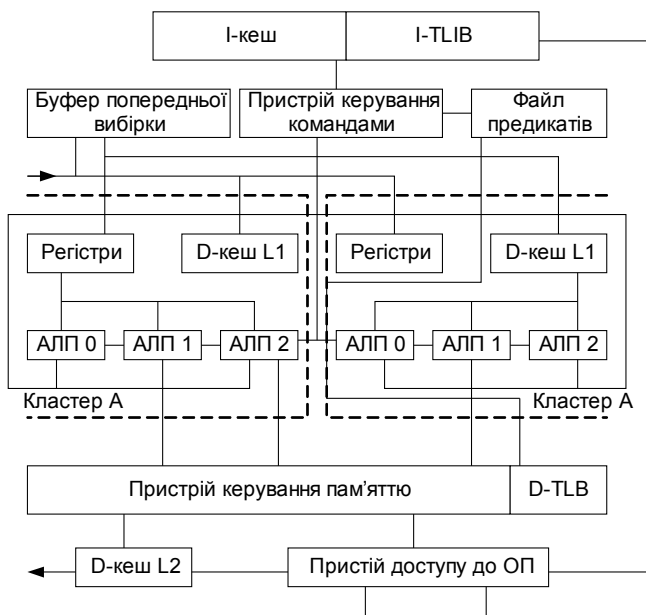 I-кеш
I-TLIB
Буфер попередньої
вибірки
Пристрій керування
командами
Файл
предикатів
Регістри
D-кеш L1
Регістри
D-кеш L1
АЛП 0
АЛП 1
АЛП 2
АЛП 0
АЛП 1
АЛП 2
Кластер А
Кластер А
Пристрій керування пам'яттю
D-TLB
D-кеш L2
Пристій доступу до ОП